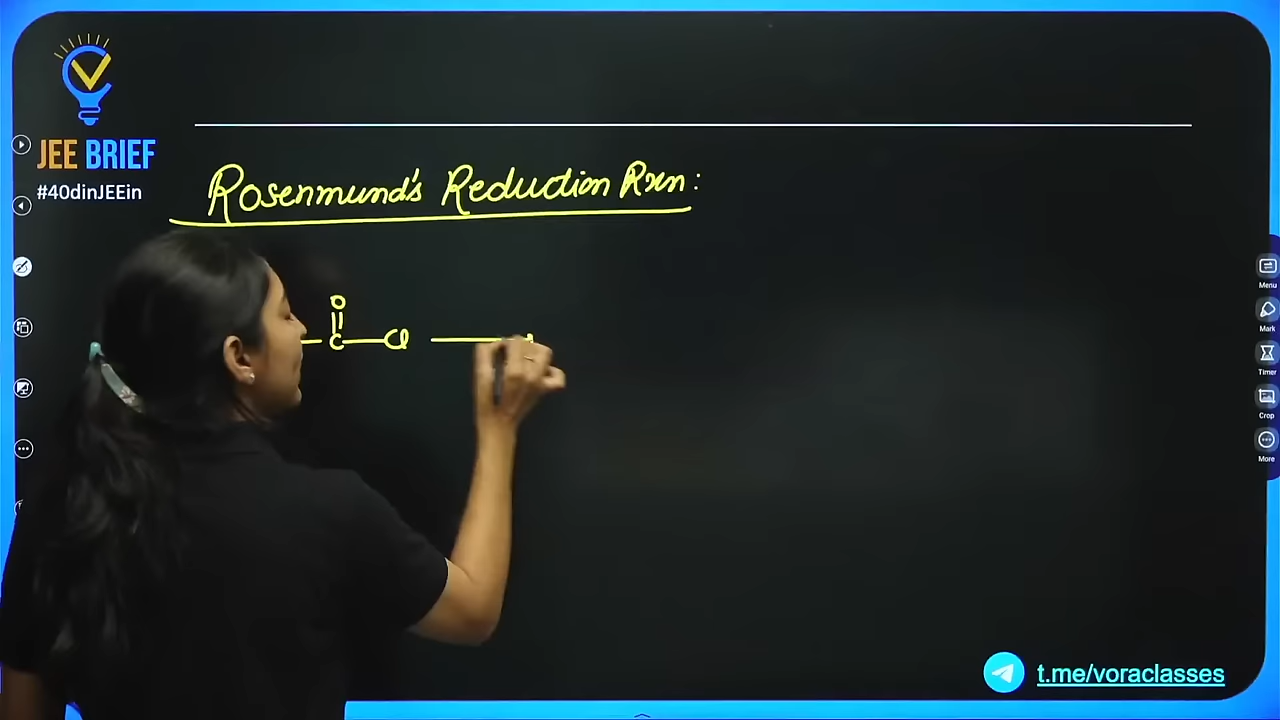 JEE BRIEF
#40dinJEEin
Rosenmund's Reduction Rxn:
O
C Cl
Menu
Mark
Timer
Crop
More
t.me/voraclasses